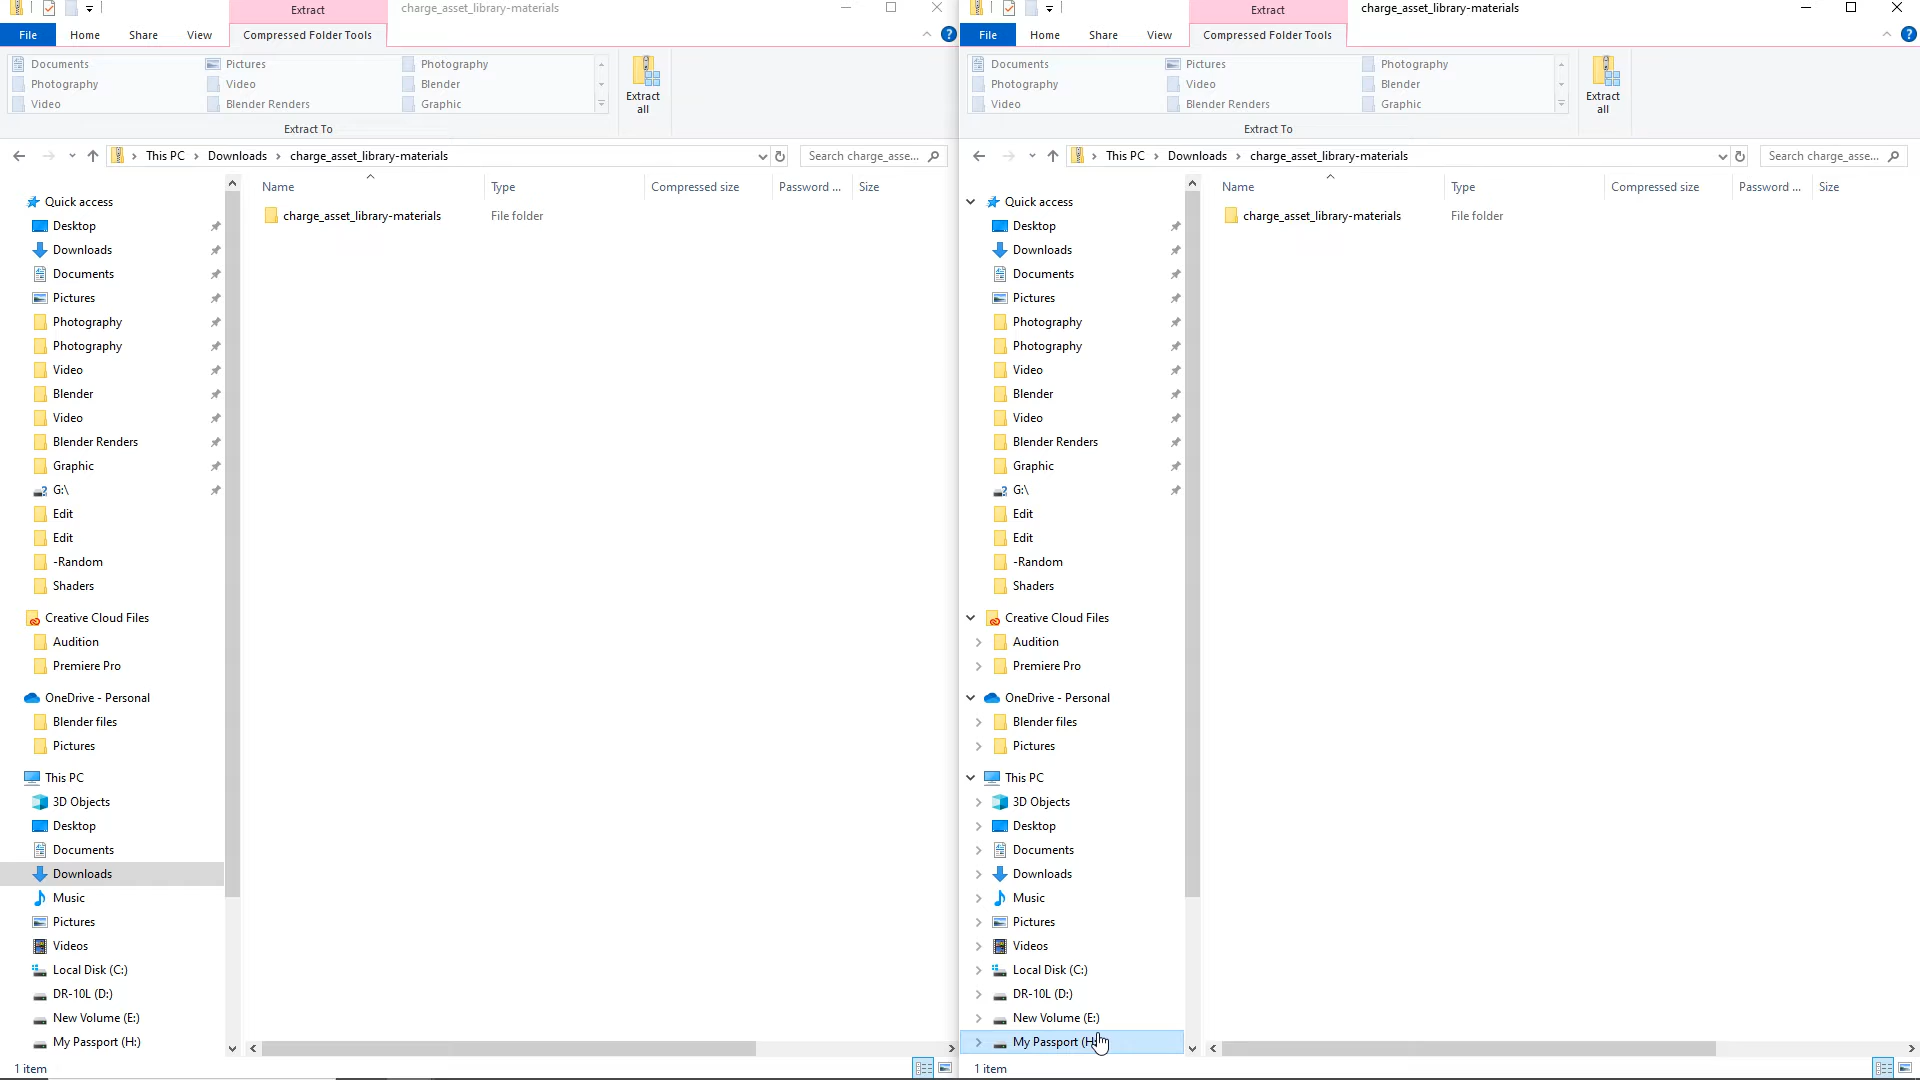 Extract
charge_asset_library-materials
File
Home
Share
View
Compressed Folder Tools
Documents
Pictures
Photography
Photography
Video
Blender
Video
Blender Renders
Graphic
Extract all
Extract To
This PC > Downloads > charge_asset_library-materials
Search charge_asse...
Name
Type
Compressed size
Password ...
Size
charge_asset_library-materials
File folder
Quick access
Desktop
Downloads
Documents
Pictures
Photography
Photography
Video
Blender
Video
Blender Renders
Graphic
G:\
Edit
Edit
-Random
Shaders
Creative Cloud Files
Audition
Premiere Pro
OneDrive - Personal
Blender files
Pictures
This PC
3D Objects
Desktop
Documents
Downloads
Music
Pictures
Videos
Local Disk (C:)
DR-10L (D:)
New Volume (E:)
My Passport (H:)
1 item
Extract
charge_asset_library-materials
File
Home
Share
View
Compressed Folder Tools
Documents
Pictures
Photography
Photography
Video
Blender
Video
Blender Renders
Graphic
Extract all
Extract To
This PC > Downloads > charge_asset_library-materials
Search charge_asse...
Name
Type
Compressed size
Password ...
Size
charge_asset_library-materials
File folder
Quick access
Desktop
Downloads
Documents
Pictures
Photography
Photography
Video
Blender
Video
Blender Renders
Graphic
G:\
Edit
Edit
-Random
Shaders
Creative Cloud Files
Audition
Premiere Pro
OneDrive - Personal
Blender files
Pictures
This PC
3D Objects
Desktop
Documents
Downloads
Music
Pictures
Videos
Local Disk (C:)
DR-10L (D:)
New Volume (E:)
My Passport (H
1 item